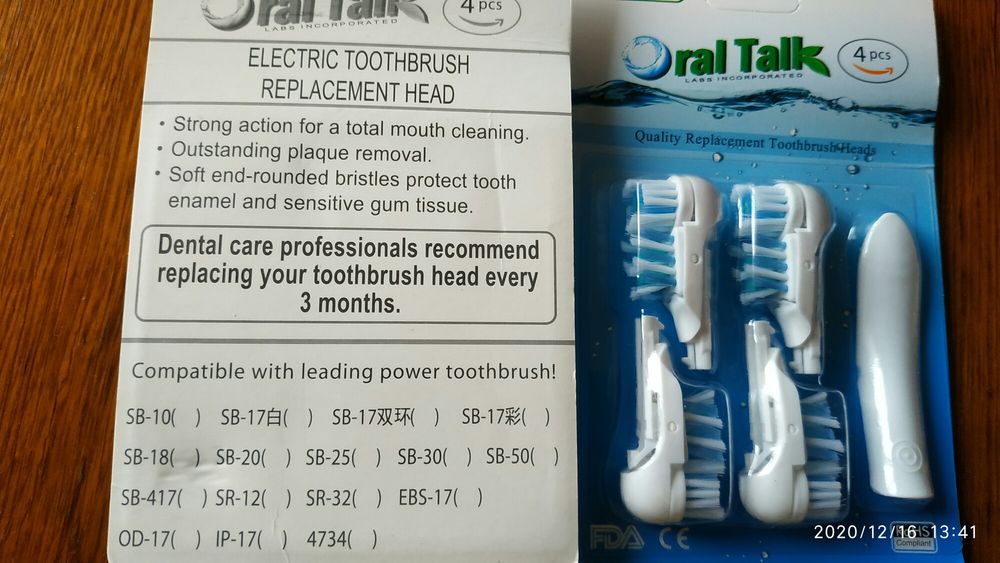 Oral Talk
LABS INCORPORATED
4 pcs
ELECTRIC TOOTHBRUSH
REPLACEMENT HEAD
• Strong action for a total mouth cleaning.
• Outstanding plaque removal.
• Soft end-rounded bristles protect tooth
enamel and sensitive gum tissue.
Dental care professionals recommend
replacing your toothbrush head every
3 months.
Compatible with leading power toothbrush!
SB-10( ) SB-17白( ) SB-17双环( ) SB-17彩( )
SB-18( ) SB-20( ) SB-25( ) SB-30( ) SB-50( )
SB-417( ) SR-12( ) SR-32( ) EBS-17( )
OD-17( ) IP-17( ) 4734( )
Oral Talk
LABS INCORPORATED
4 pcs
Quality Replacement Toothbrush Heads
FDA CE
RoHS
Compliant
2020/12/16 13:41